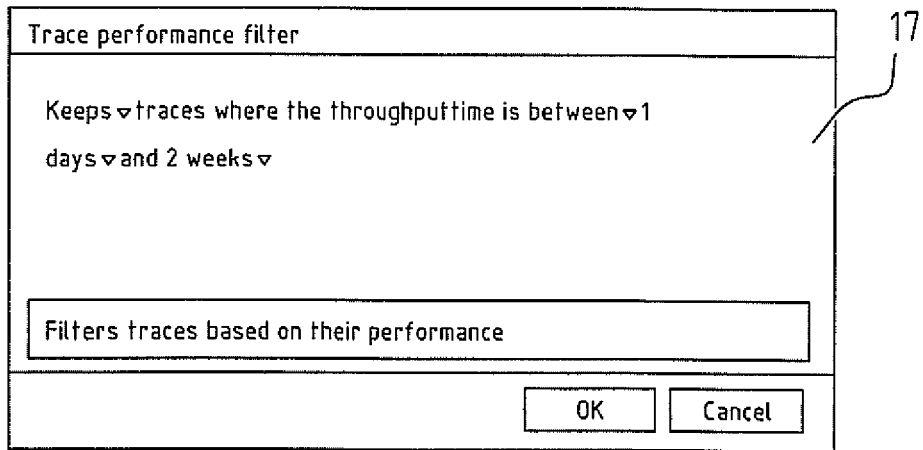 Trace performance filter
17
Keeps ▿ traces where the throughputtime is between ▿ 1
days ▿ and 2 weeks ▿
Filters traces based on their performance
OK
Cancel